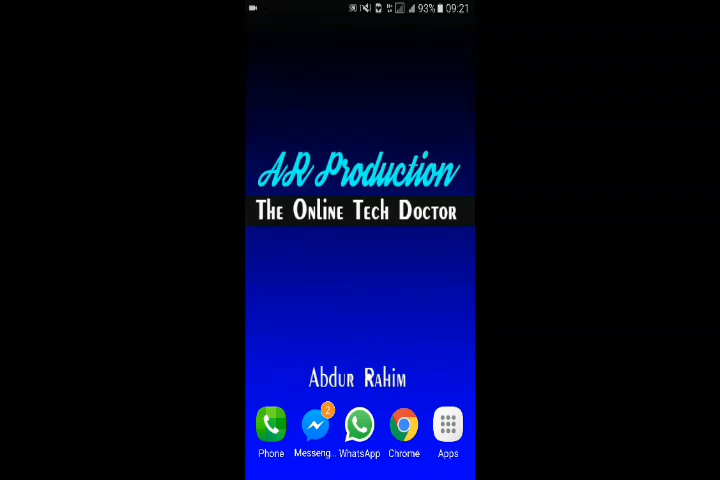 93% 09:21
AR Production
The Online Tech Doctor
Abdur Rahim
2
Phone Messeng... WhatsApp Chrome Apps